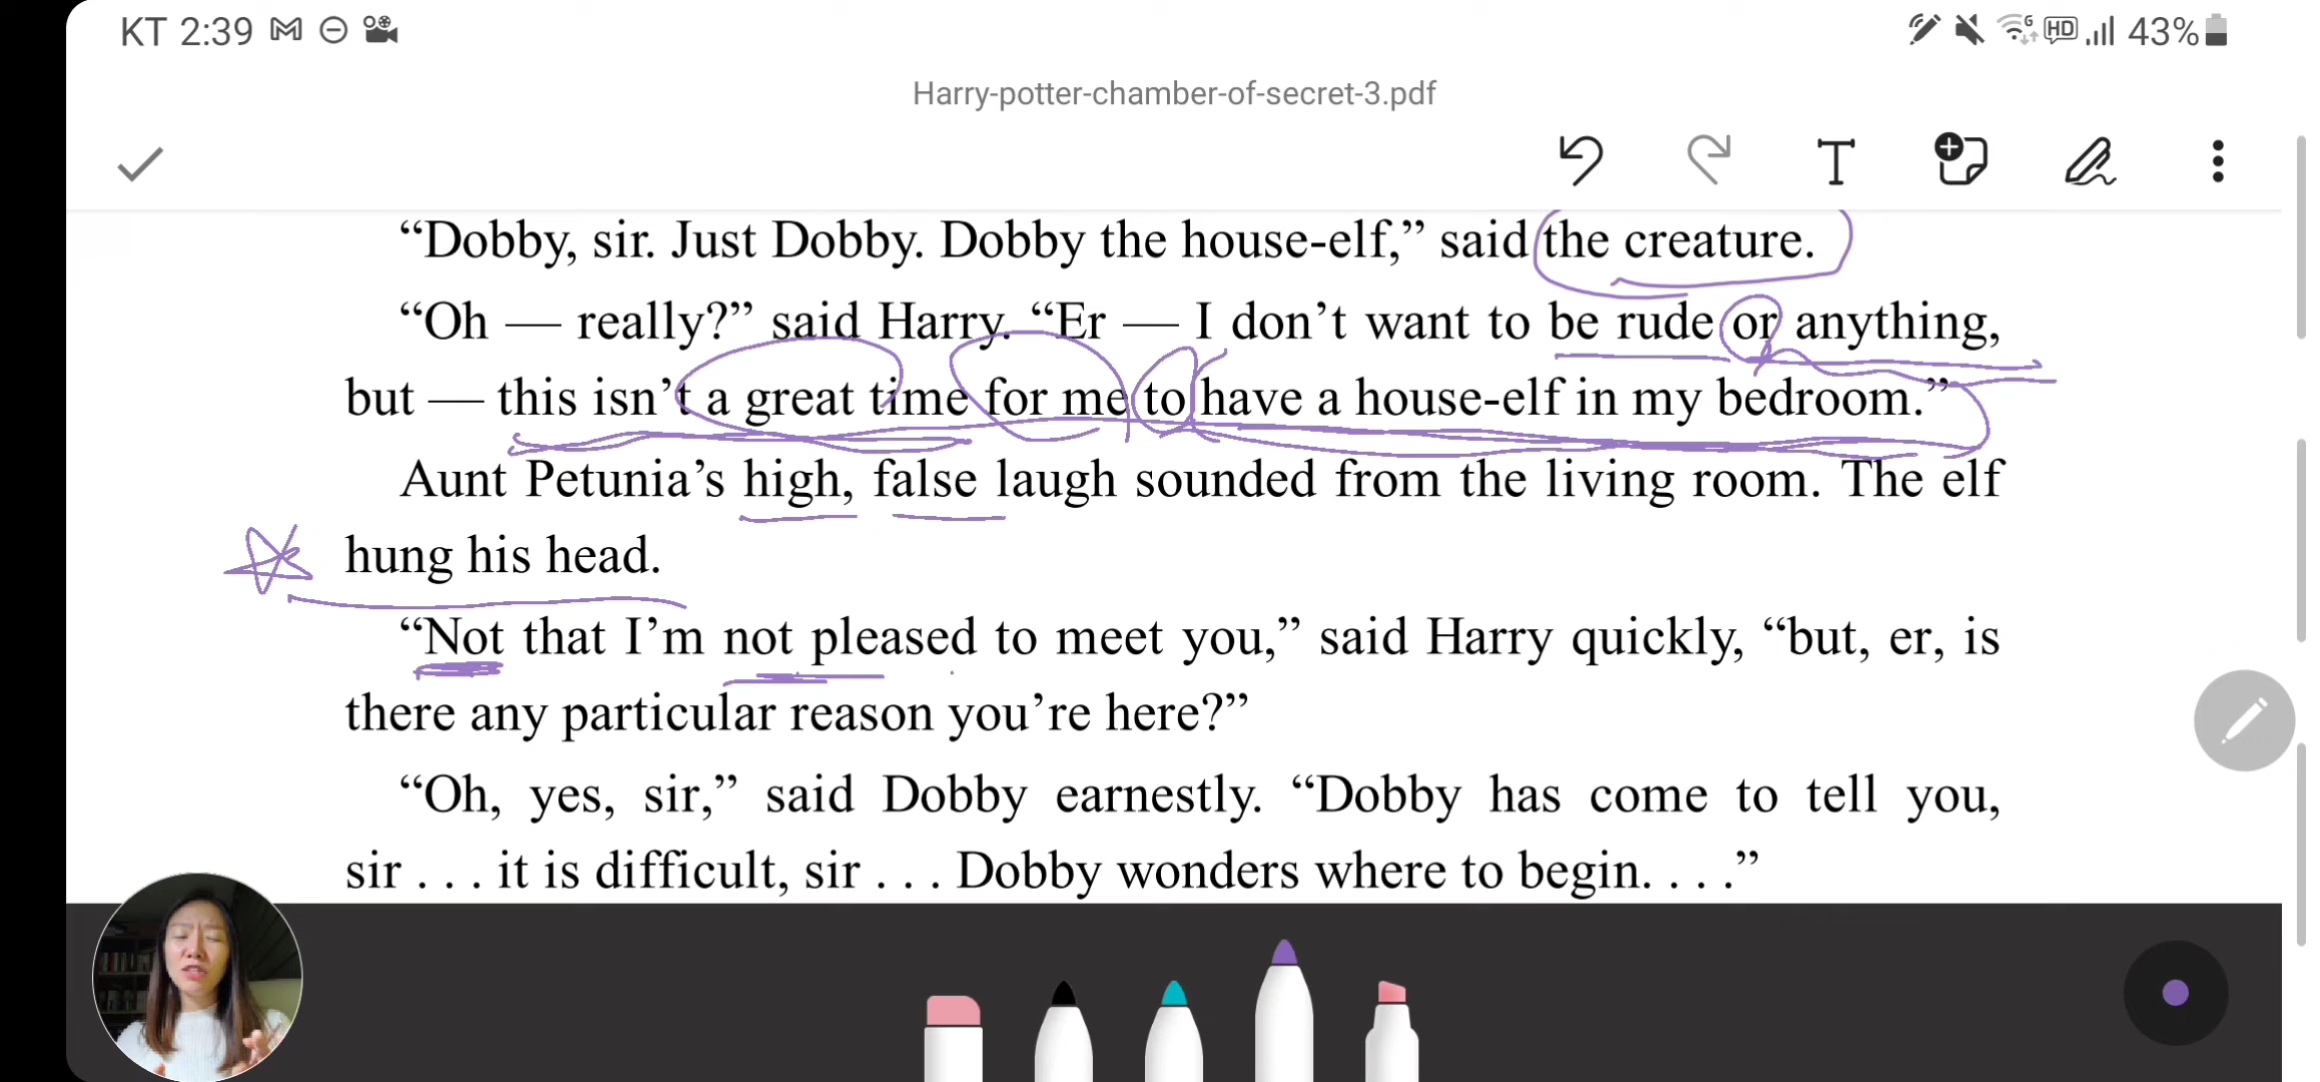 KT 2:39 HD 43%
Harry-potter-chamber-of-secret-3.pdf
T
“Dobby, sir. Just Dobby. Dobby the house-elf,” said the creature.
“Oh — really?” said Harry. “Er — I don’t want to be rude or anything,
but — this isn’t a great time for me to have a house-elf in my bedroom.”
Aunt Petunia’s high, false laugh sounded from the living room. The elf
hung his head.
“Not that I’m not pleased to meet you,” said Harry quickly, “but, er, is
there any particular reason you’re here?”
“Oh, yes, sir,” said Dobby earnestly. “Dobby has come to tell you,
sir . . . it is difficult, sir . . . Dobby wonders where to begin. . . .”